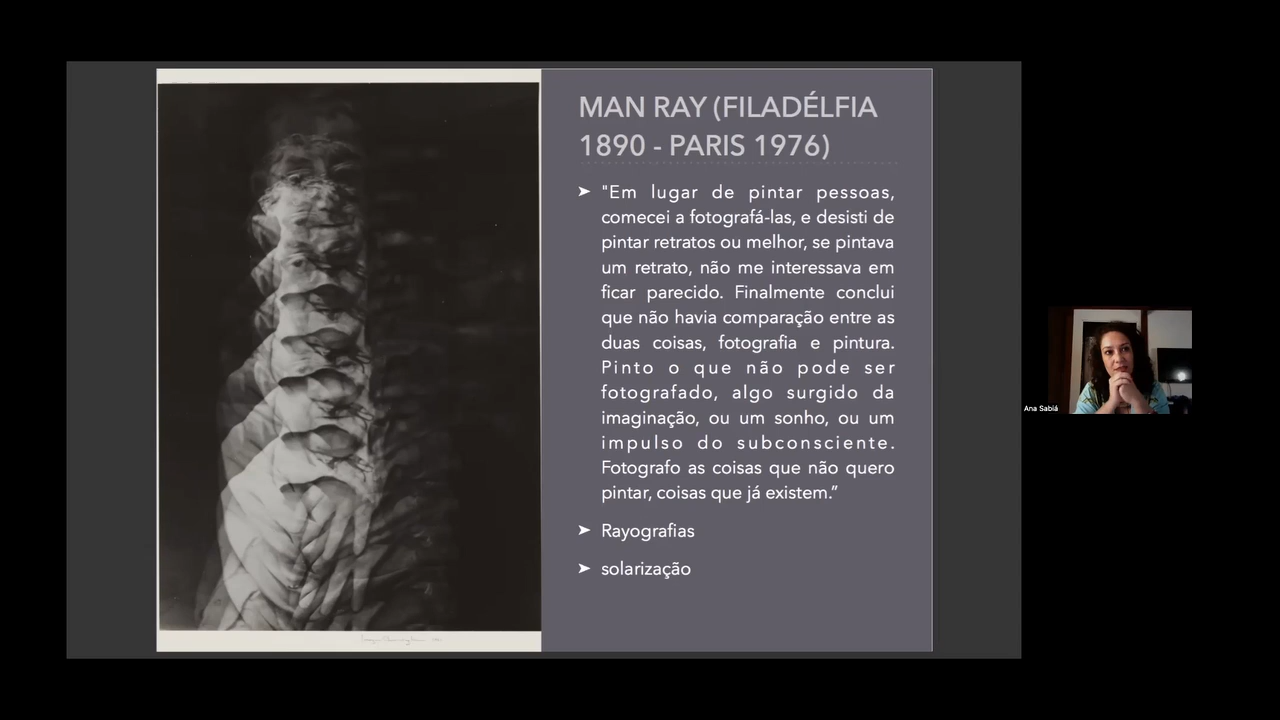 MAN RAY (FILADÉLFIA
1890 - PARIS 1976)
➤ "Em lugar de pintar pessoas,
comecei a fotografá-las, e desisti de
pintar retratos ou melhor, se pintava
um retrato, não me interessava em
ficar parecido. Finalmente conclui
que não havia comparação entre as
duas coisas, fotografia e pintura.
Pinto o que não pode ser
fotografado, algo surgido da
imaginação, ou um sonho, ou um
impulso do subconsciente.
Fotografo as coisas que não quero
pintar, coisas que já existem.”
➤ Rayografias
➤ solarização
Ana Sabiá